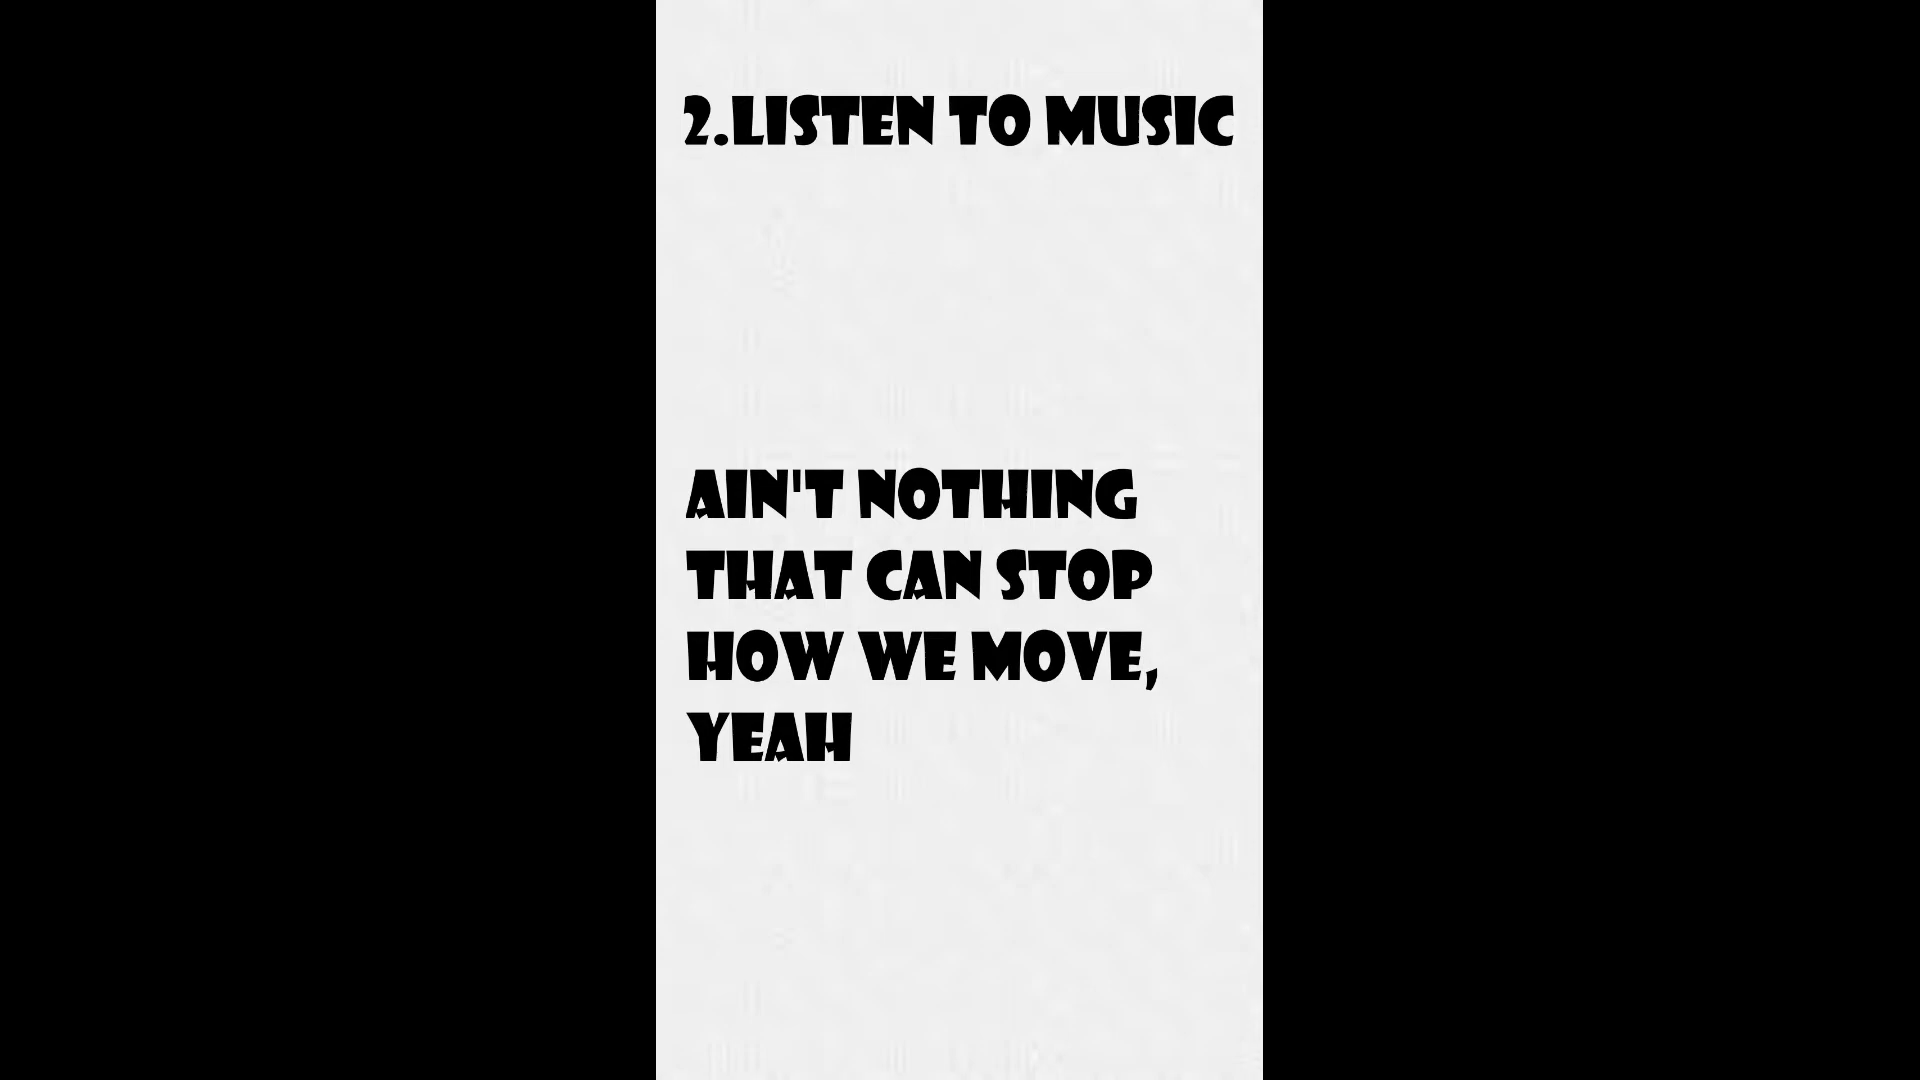 2.LISTEN TO MUSIC
AIN'T NOTHING
THAT CAN STOP
HOW WE MOVE,
YEAH